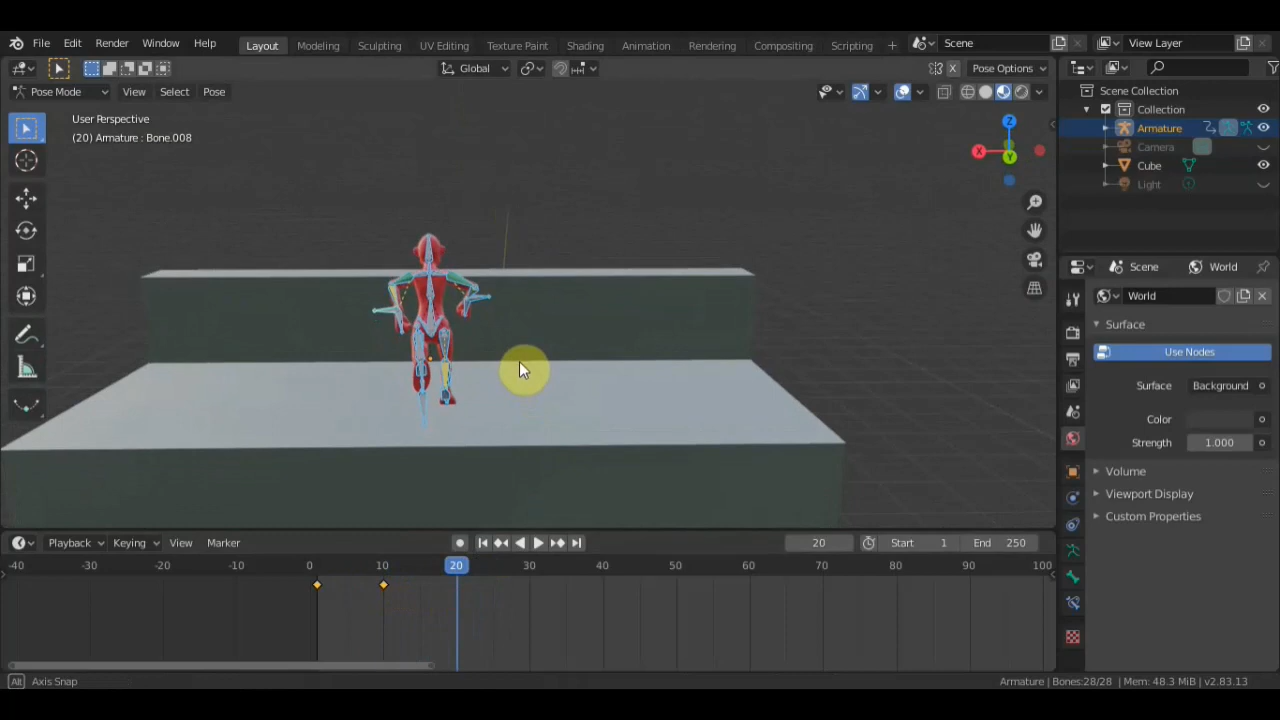 File Edit Render Window Help Layout Modeling Sculpting UV Editing Texture Paint Shading Animation Rendering Compositing Scripting Scene View Layer
Global Pose Options
Pose Mode View Select Pose
User Perspective
(20) Armature : Bone.008
Z
X
Y
Scene Collection
Collection
Armature
Camera
Cube
Light
Scene World
World
Surface
Use Nodes
Surface Background
Color
Strength 1.000
Volume
Viewport Display
Custom Properties
Playback Keying View Marker 20 Start 1 End 250
-40 -30 -20 -10 0 10 20 30 40 50 60 70 80 90 100
Alt Axis Snap Armature | Bones:28/28 | Mem: 48.3 MiB | v2.83.13